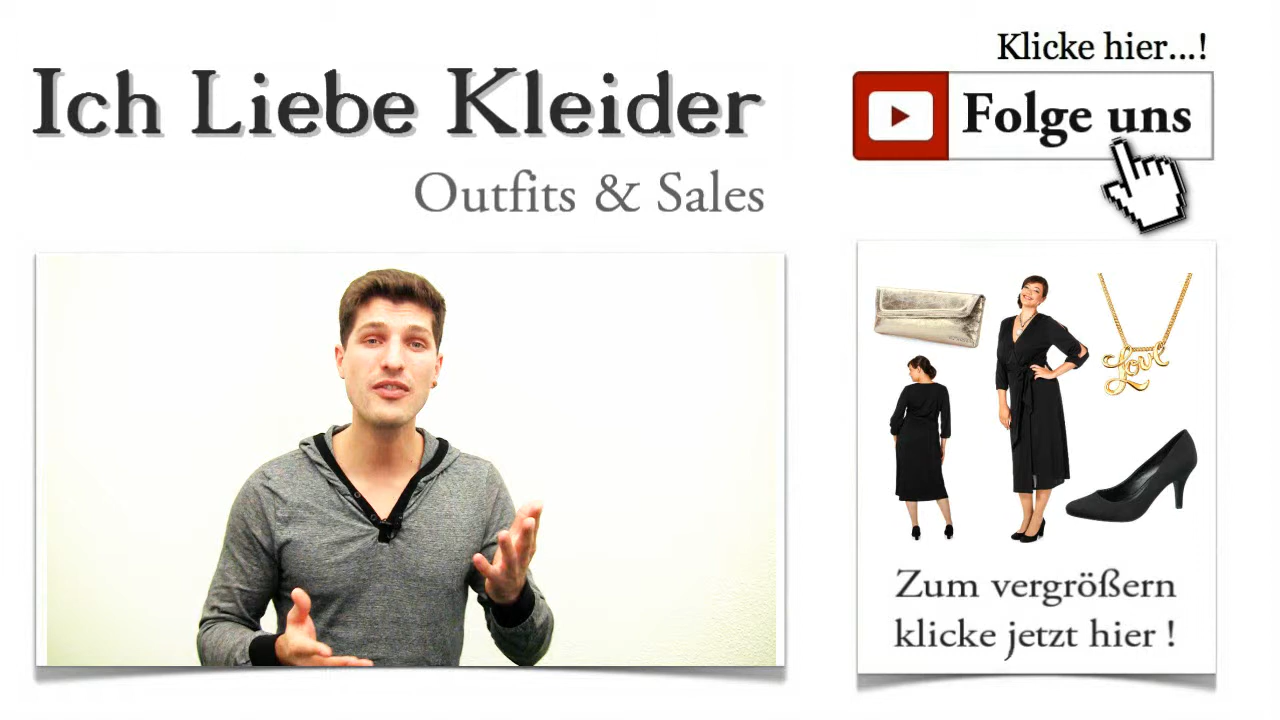 Ich Liebe Kleider
Outfits & Sales
Klicke hier...!
Folge uns
Love
Zum vergrößern
klicke jetzt hier !